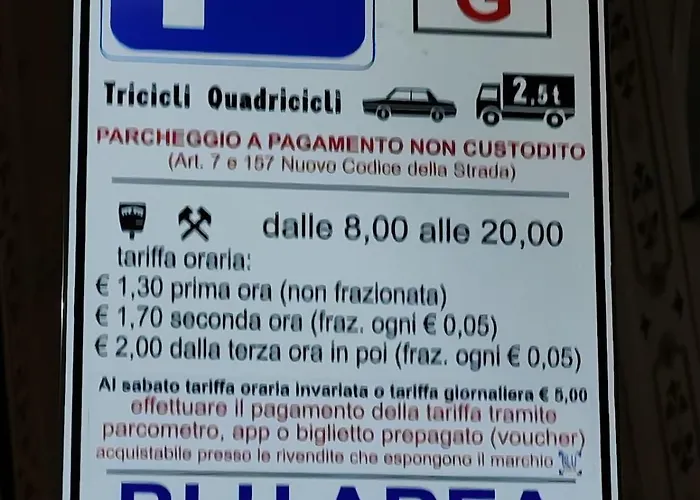 P
G
Tricicli Quadricicli 2,5t
PARCHEGGIO A PAGAMENTO NON CUSTODITO
(Art. 7 e 157 Nuovo Codice della Strada)
dalle 8,00 alle 20,00
tariffa oraria:
€ 1,30 prima ora (non frazionata)
€ 1,70 seconda ora (fraz. ogni € 0,05)
€ 2,00 dalla terza ora in poi (fraz. ogni € 0,05)
Al sabato tariffa oraria invariata o tariffa giornaliera € 5,00
effettuare il pagamento della tariffa tramite
parcometro, app o biglietto prepagato (voucher)
acquistabile presso le rivendite che espongono il marchio BLU
BLU AREA